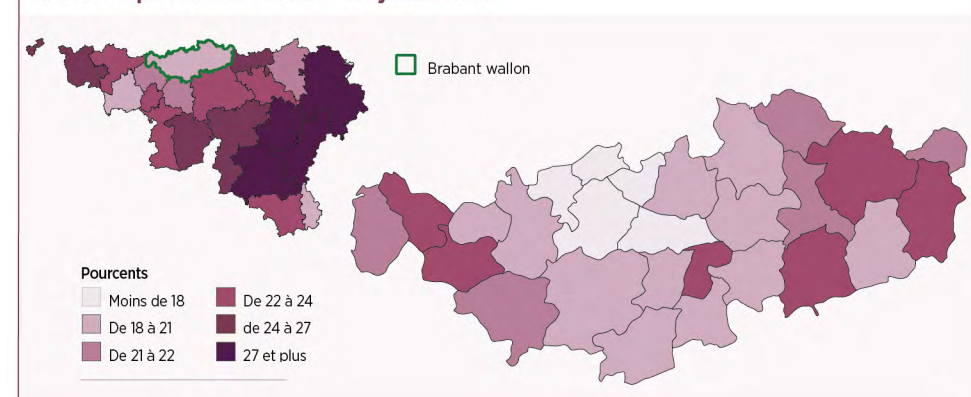 Brabant wallon
Pourcents
Moins de 18
De 18 à 21
De 21 à 22
De 22 à 24
de 24 à 27
27 et plus